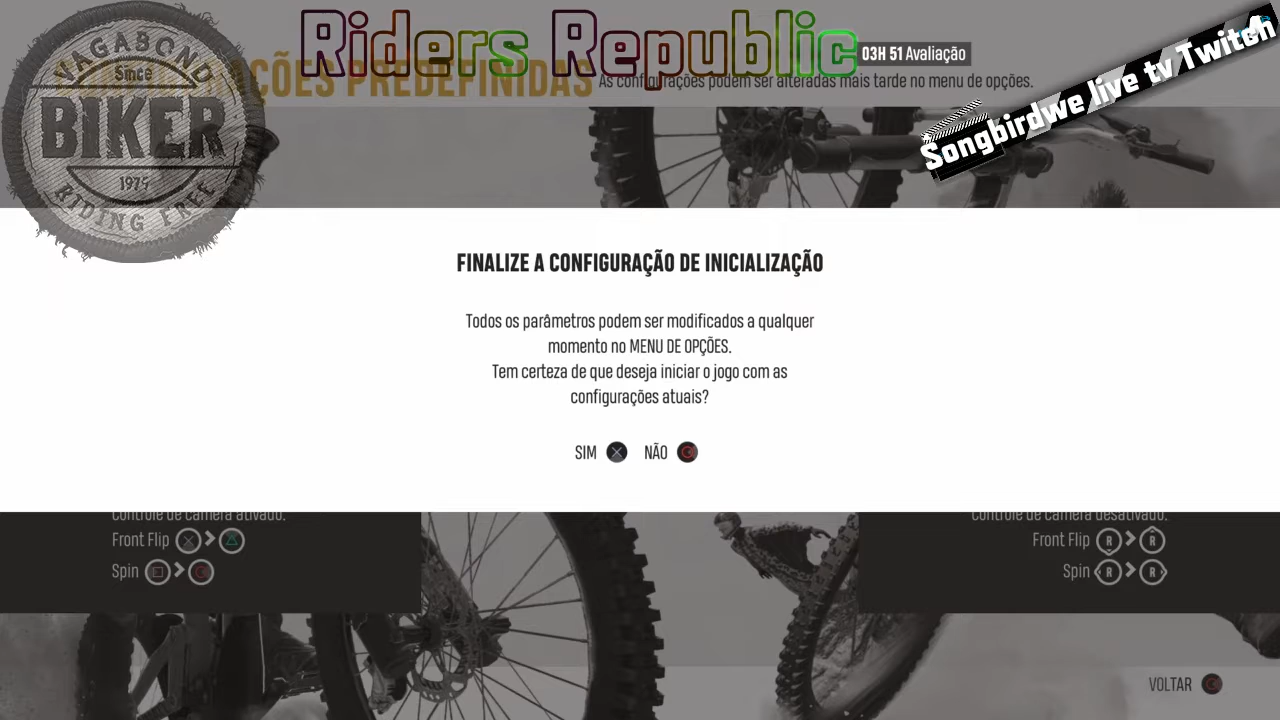 Riders Republic
03H 51 Avaliação
Songbirdwe live tv Twitch
VAGABOND
Since
BIKER
1975
RIDING FREE
PREDEFINIDAS
As configurações podem ser alteradas mais tarde no menu de opções.
FINALIZE A CONFIGURAÇÃO DE INICIALIZAÇÃO
Todos os parâmetros podem ser modificados a qualquer
momento no MENU DE OPÇÕES.
Tem certeza de que deseja iniciar o jogo com as
configurações atuais?
SIM NÃO
Controle de câmera ativado.
Front Flip
Spin
Controle de câmera desativado.
Front Flip R R
Spin R R
VOLTAR